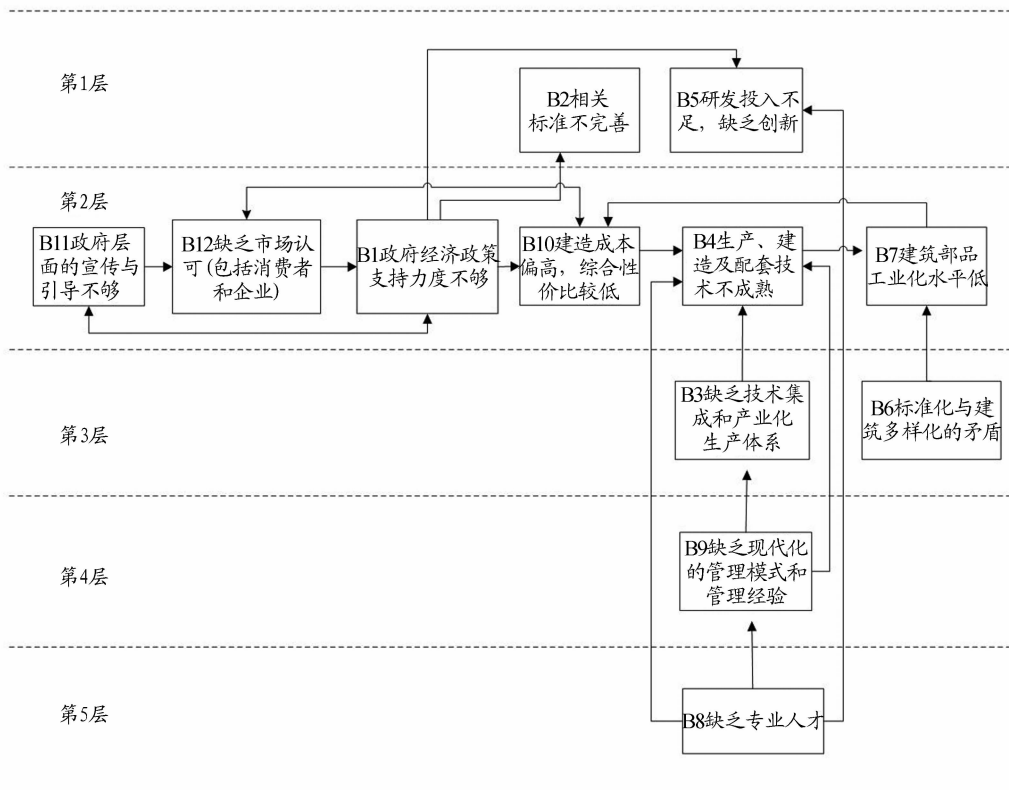 第1层
B2相关
标准不完善
B5研发投入不
足，缺乏创新
第2层
B11政府层
面的宣传与
引导不够
B12缺乏市场认
可(包括消费者
和企业)
B1政府经济政策
支持力度不够
B10建造成本
偏高，综合性
价比较低
B4生产、建
造及配套技
术不成熟
B7建筑部品
工业化水平低
第3层
B3缺乏技术集
成和产业化
生产体系
B6标准化与建
筑多样化的矛盾
第4层
B9缺乏现代化
的管理模式和
管理经验
第5层
B8缺乏专业人才